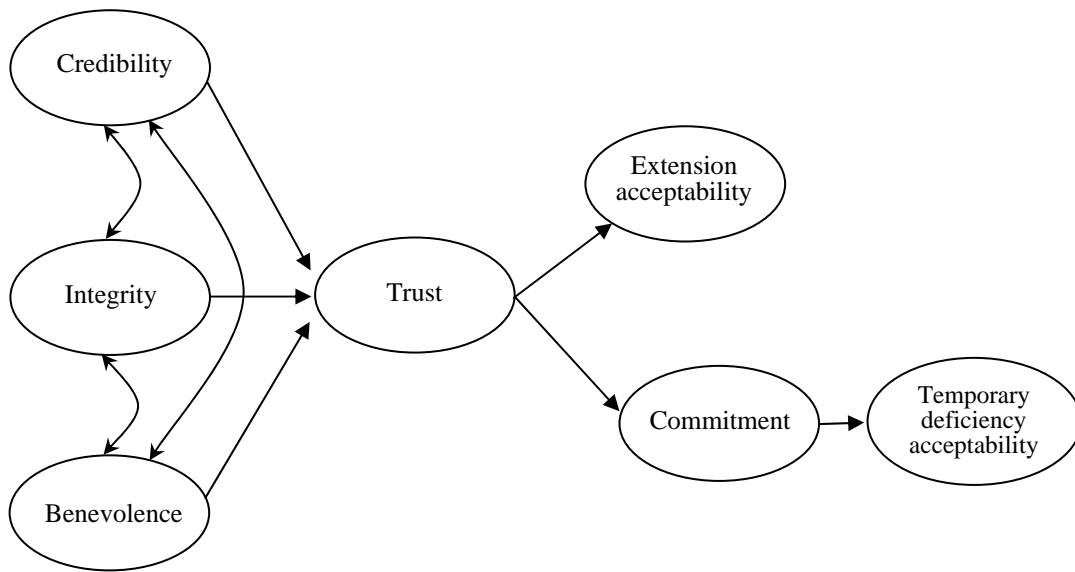 Credibility
Extension
acceptability
Integrity
Trust
Commitment
Temporary
deficiency
acceptability
Benevolence